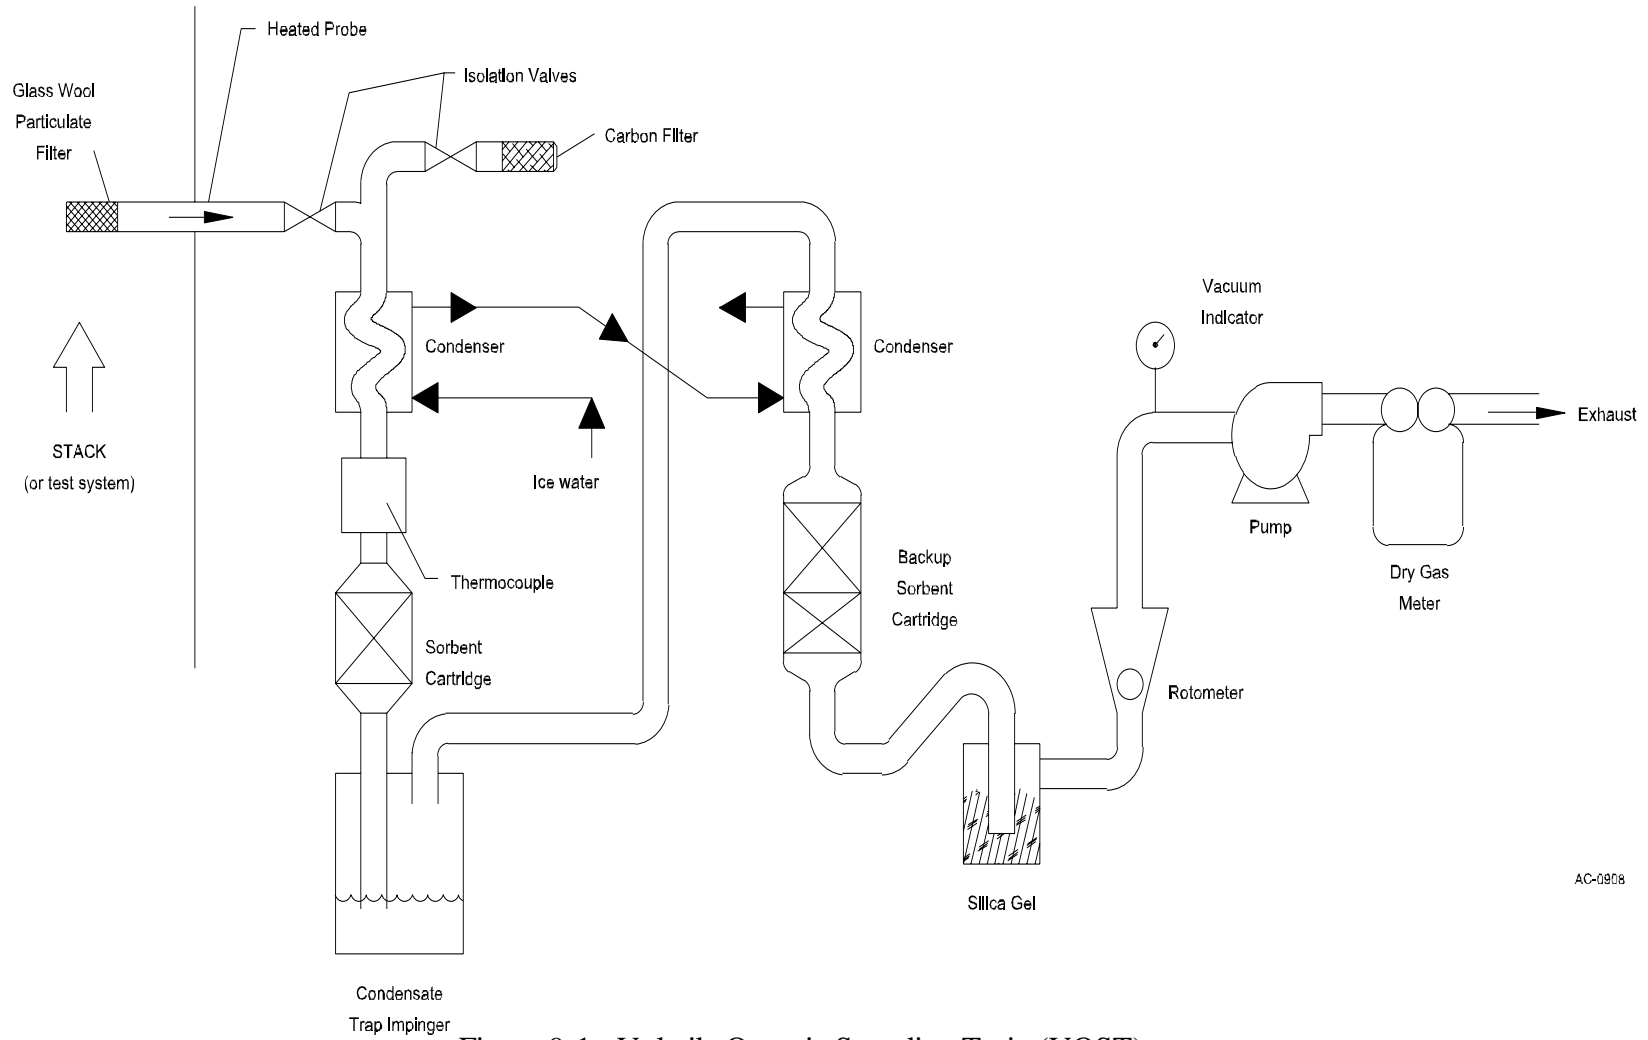 Heated Probe
Isolation Valves
Glass Wool
Particulate
Filter
Carbon Filter
Vacuum
Indicator
Condenser
Condenser
Exhaust
STACK
(or test system)
Ice water
Pump
Thermocouple
Backup
Sorbent
Cartridge
Dry Gas
Meter
Sorbent
Cartridge
Rotometer
AC-0908
Silica Gel
Condensate
Trap Impinger
(VOST)